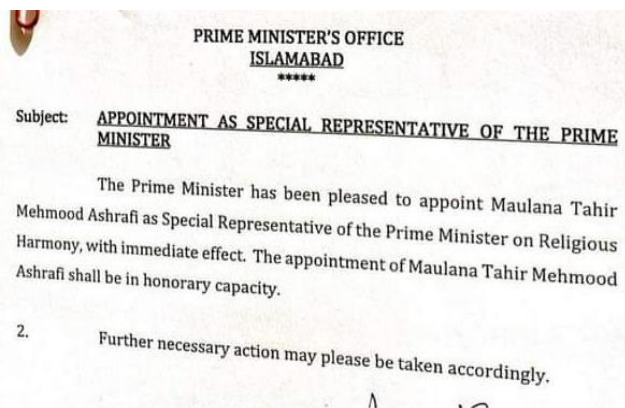 PRIME MINISTER'S OFFICE
ISLAMABAD
*****
Subject: APPOINTMENT AS SPECIAL REPRESENTATIVE OF THE PRIME
MINISTER
The Prime Minister has been pleased to appoint Maulana Tahir
Mehmood Ashrafi as Special Representative of the Prime Minister on Religious
Harmony, with immediate effect. The appointment of Maulana Tahir Mehmood
Ashrafi shall be in honorary capacity.
2. Further necessary action may please be taken accordingly.